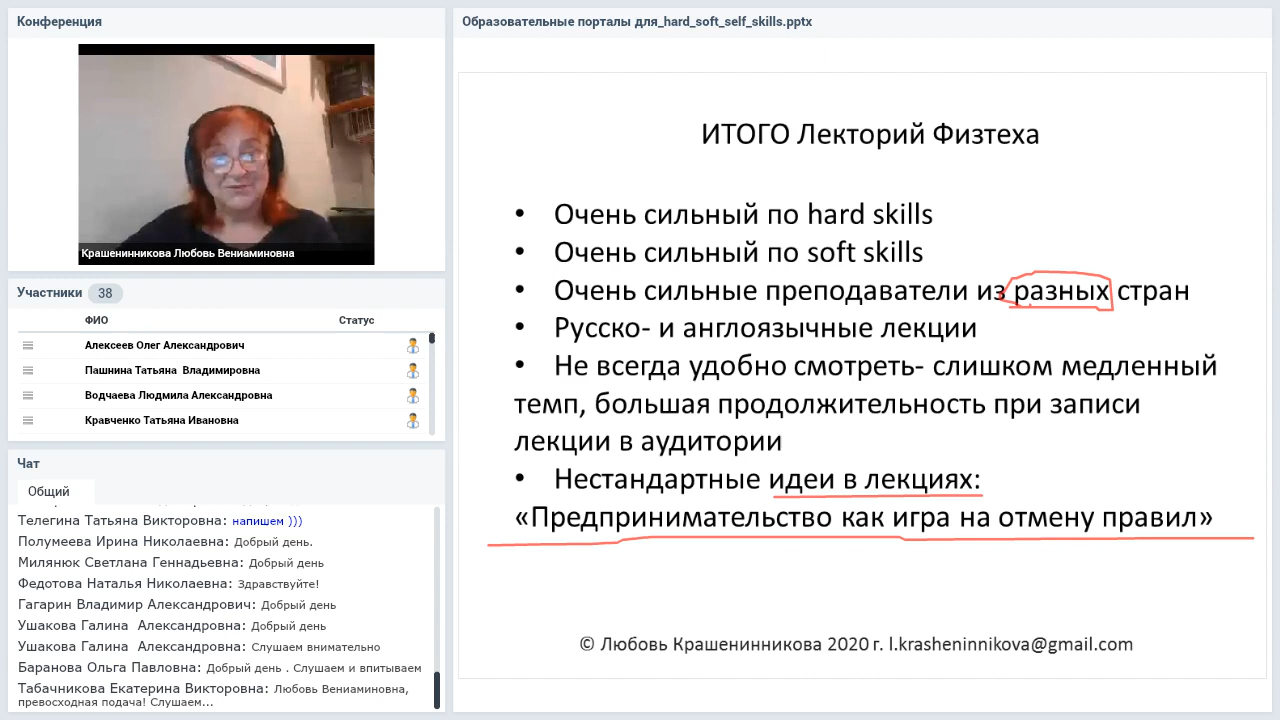 Конференция
Крашенинникова Любовь Вениаминовна
Участники 38
ФИО Статус
Алексеев Олег Александрович
Пашнина Татьяна Владимировна
Водчаева Людмила Александровна
Кравченко Татьяна Ивановна
Чат
Общий
Телегина Татьяна Викторовна: напишем )))
Полумеева Ирина Николаевна: Добрый день.
Милянюк Светлана Геннадьевна: Добрый день
Федотова Наталья Николаевна: Здравствуйте!
Гагарин Владимир Александрович: Добрый день
Ушакова Галина Александровна: Добрый день
Ушакова Галина Александровна: Слушаем внимательно
Баранова Ольга Павловна: Добрый день . Слушаем и впитываем
Табачникова Екатерина Викторовна: Любовь Вениаминовна,
превосходная подача! Слушаем...
Образовательные порталы для_hard_soft_self_skills.pptx
ИТОГО Лекторий Физтеха
• Очень сильный по hard skills
• Очень сильный по soft skills
• Очень сильные преподаватели из разных стран
• Русско- и англоязычные лекции
• Не всегда удобно смотреть- слишком медленный
темп, большая продолжительность при записи
лекции в аудитории
• Нестандартные идеи в лекциях:
«Предпринимательство как игра на отмену правил»
© Любовь Крашенинникова 2020 г. l.krasheninnikova@gmail.com